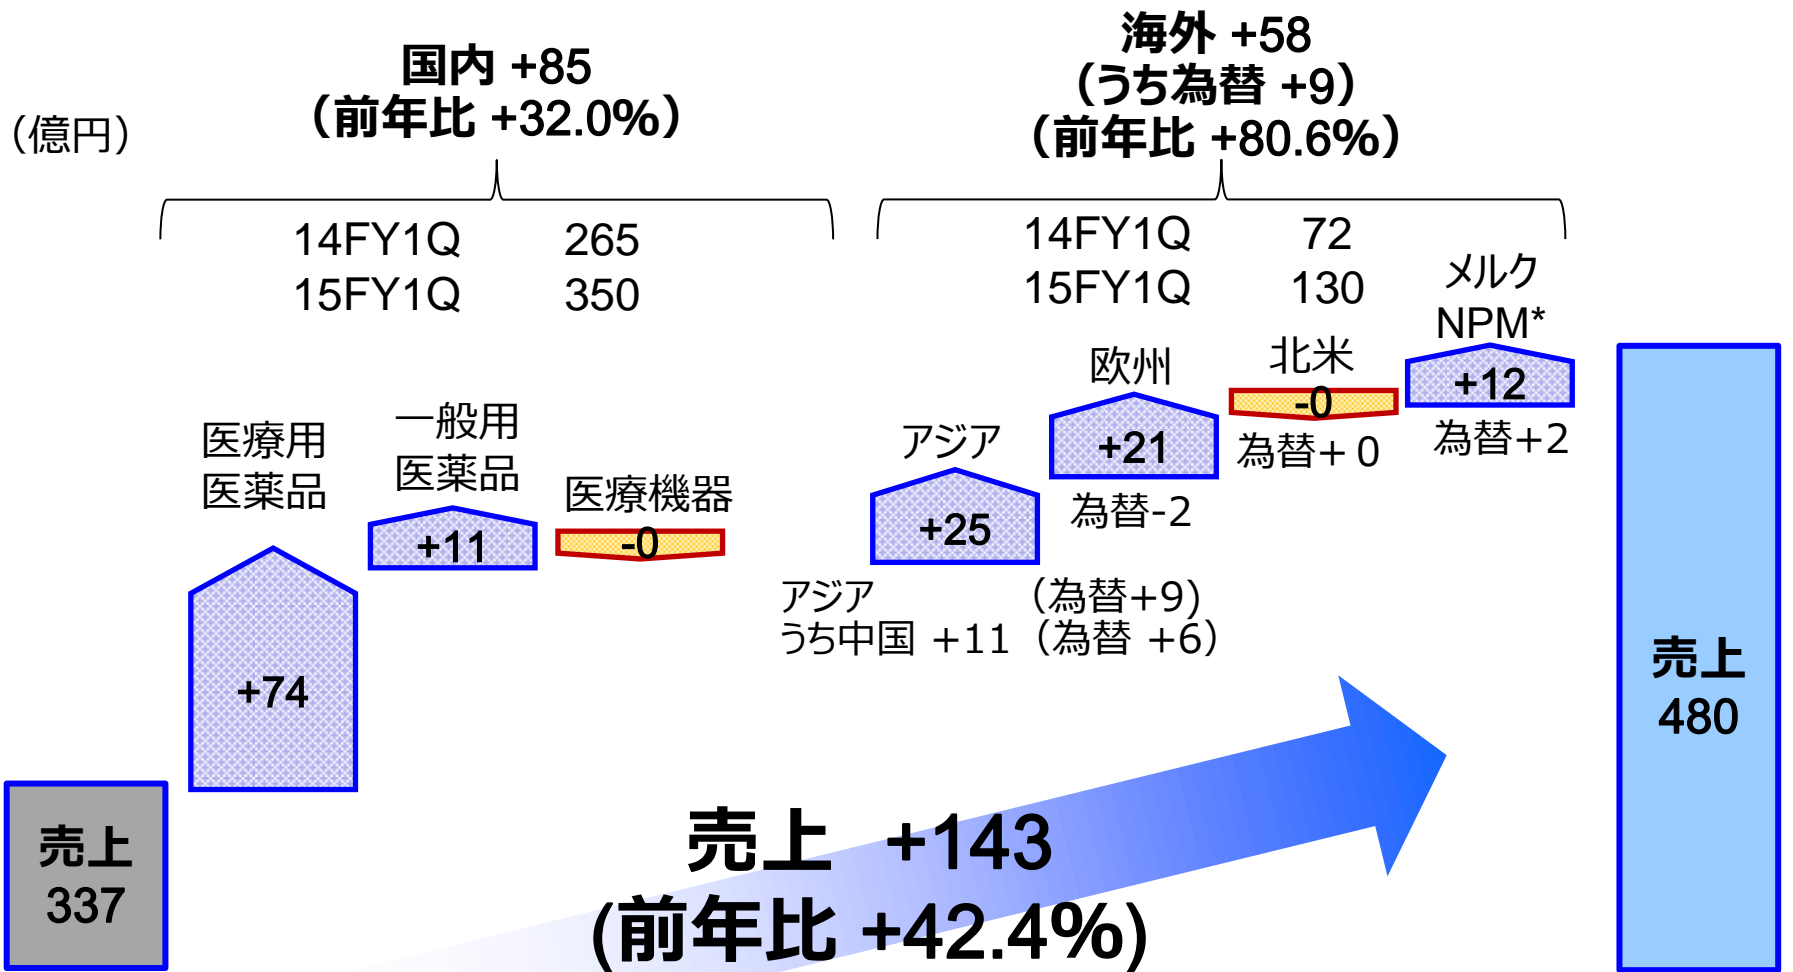 (億円)
国内 +85
(前年比 +32.0%)
14FY1Q 265
15FY1Q 350
海外 +58
(うち為替 +9)
(前年比 +80.6%)
14FY1Q 72
15FY1Q 130
医療用
医薬品
+74
一般用
医薬品
+11
医療機器
-0
アジア
+25
アジア (為替+9)
うち中国 +11 (為替 +6)
欧州
+21
為替-2
北米
-0
為替+0
メルク
NPM*
+12
為替+2
売上
337
売上 +143
(前年比 +42.4%)
売上
480